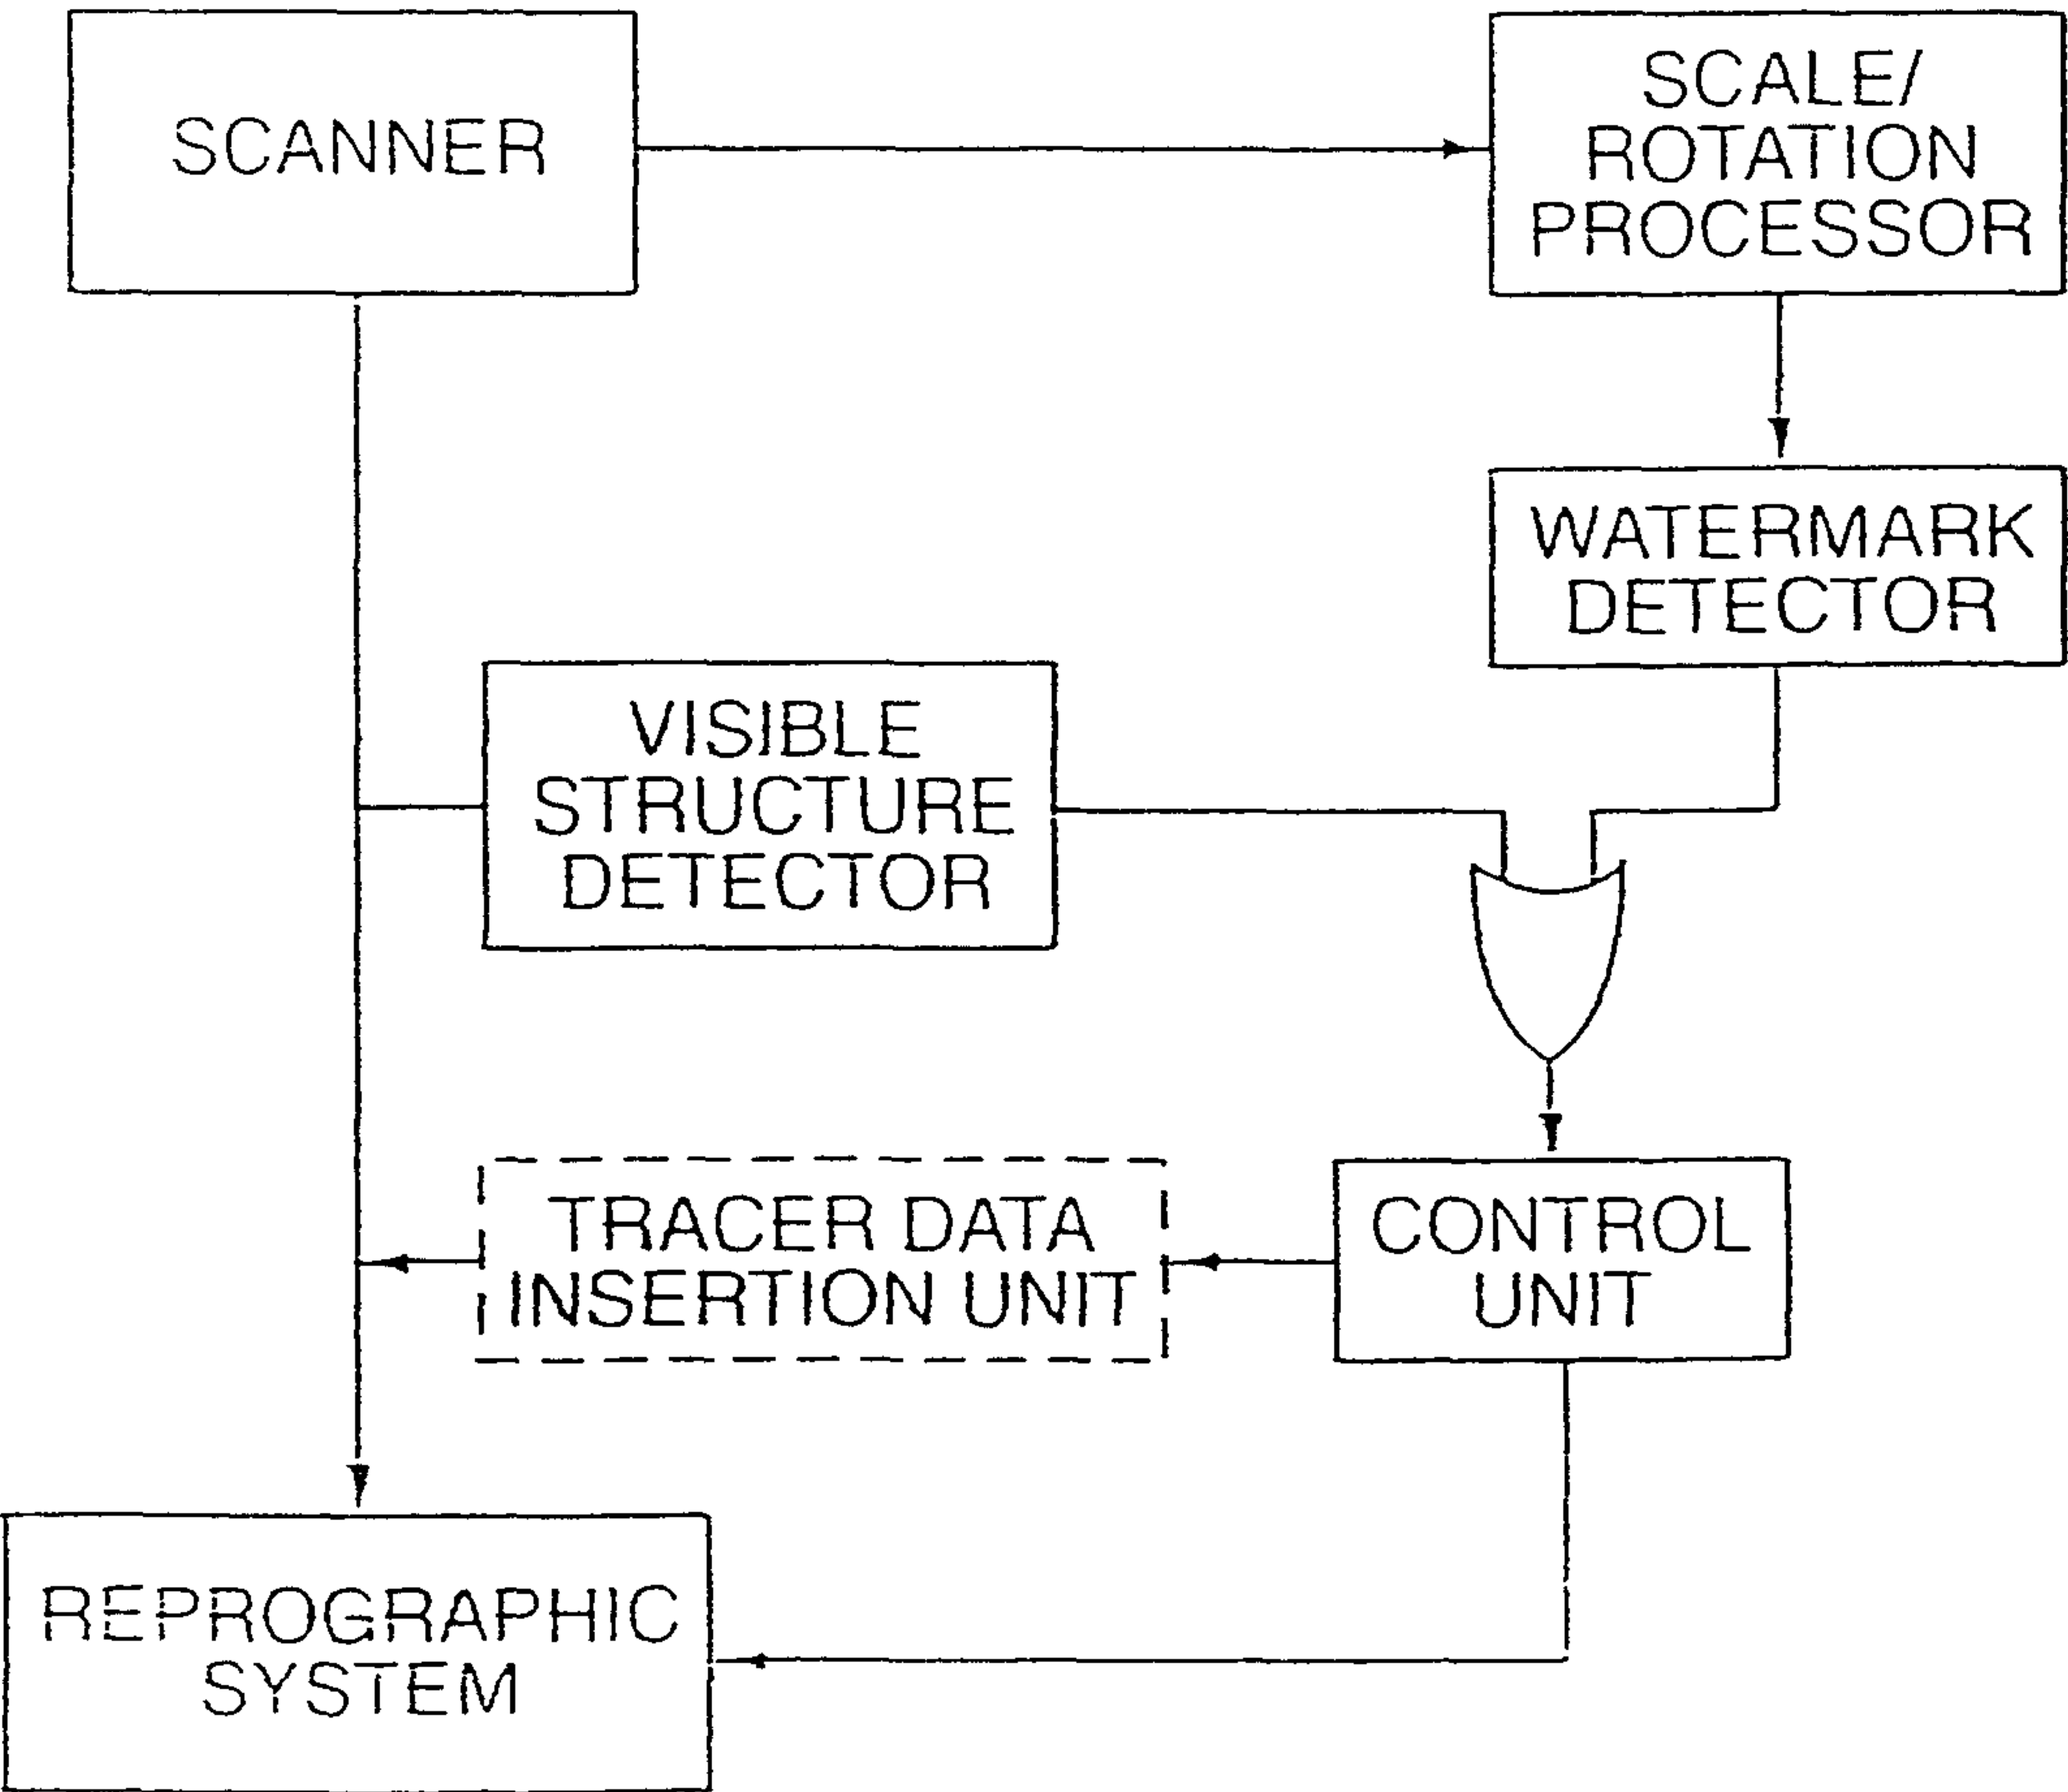 SCANNER
SCALE/
ROTATION
PROCESSOR
WATERMARK
DETECTOR
VISIBLE
STRUCTURE
DETECTOR
TRACER DATA
INSERTION UNIT
CONTROL
UNIT
REPROGRAPHIC
SYSTEM